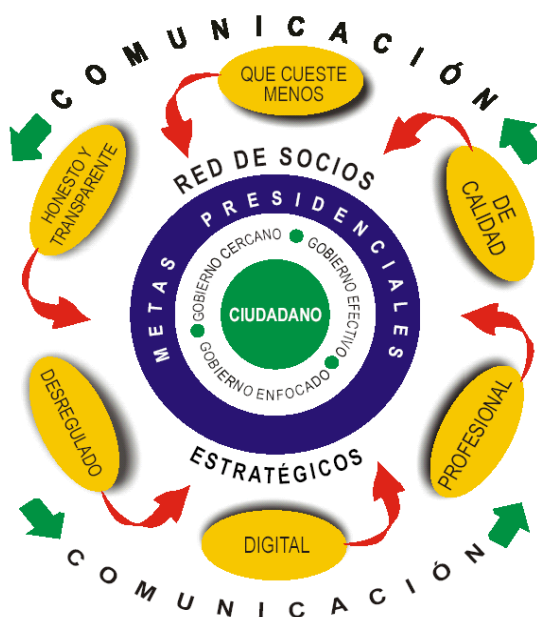 COMUNICACIÓN
QUE CUESTE
MENOS
HONESTO Y
TRANSPARENTE
DE
CALIDAD
RED DE SOCIOS
METAS PRESIDENCIALES
GOBIERNO CERCANO
GOBIERNO EFECTIVO
CIUDADANO
GOBIERNO ENFOCADO
DESREGULADO
PROFESIONAL
ESTRATÉGICOS
DIGITAL
COMUNICACIÓN